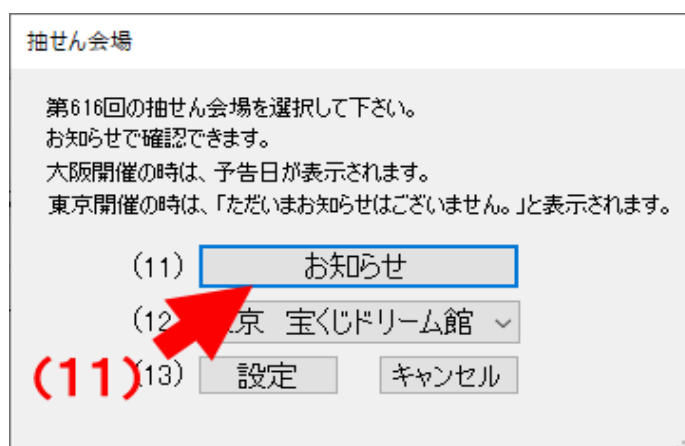 抽せん会場
第616回の抽せん会場を選択して下さい。
お知らせで確認できます。
大阪開催の時は、予告日が表示されます。
東京開催の時は、「ただいまお知らせはございません。」と表示されます。
(11) お知らせ
(12 京 宝くじドリーム館
(11)
(13) 設定 キャンセル